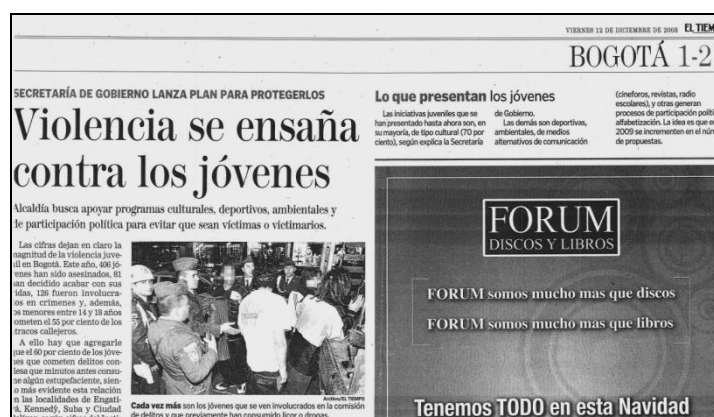 VIERNES 12 DE DICIEMBRE DE 2008 EL TIEM
BOGOTÁ 1-2
SECRETARÍA DE GOBIERNO LANZA PLAN PARA PROTEGERLOS
Violencia se ensaña
contra los jóvenes
Alcaldía busca apoyar programas culturales, deportivos, ambientales y
de participación política para evitar que sean víctimas o victimarios.
Las cifras dejan en claro la
magnitud de la violencia juve-
nil en Bogotá. Este año, 406 jó-
venes han sido asesinados, 81
han decidido acabar con sus
vidas, 126 fueron involucra-
os en crímenes y, además,
os menores entre 14 y 18 años
ometen el 55 por ciento de los
tracos callejeros.
A ello hay que agregarle
que el 60 por ciento de los jóve-
nes que cometen delitos con-
iesa que minutos antes consu-
ne algún estupefaciente, sien-
o más evidente esta relación
n las localidades de Engati-
á, Kennedy, Suba y Ciudad
Archivo/EL TIEMPO
Cada vez más son los jóvenes que se ven involucrados en la comisión
de delitos y que previamente han consumido licor o drogas.
Lo que presentan los jóvenes
Las iniciativas juveniles que se
han presentado hasta ahora son, en
su mayoría, de tipo cultural (70 por
ciento), según explica la Secretaría
de Gobierno.
Las demás son deportivas,
ambientales, de medios
alternativos de comunicación
(cineforos, revistas, radio
escolares), y otras generan
procesos de participación polít
alfabetización. La idea es que e
2009 se incrementen en el nú
de propuestas.
FORUM
DISCOS Y LIBROS
FORUM somos mucho mas que discos
FORUM somos mucho mas que libros
Tenemos TODO en esta Navidad